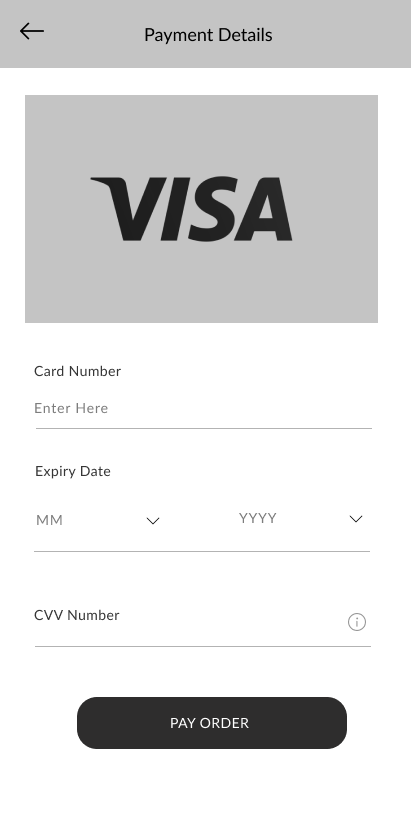 Payment Details
VISA
Card Number
Enter Here
Expiry Date
MM YYYY
CVV Number
PAY ORDER